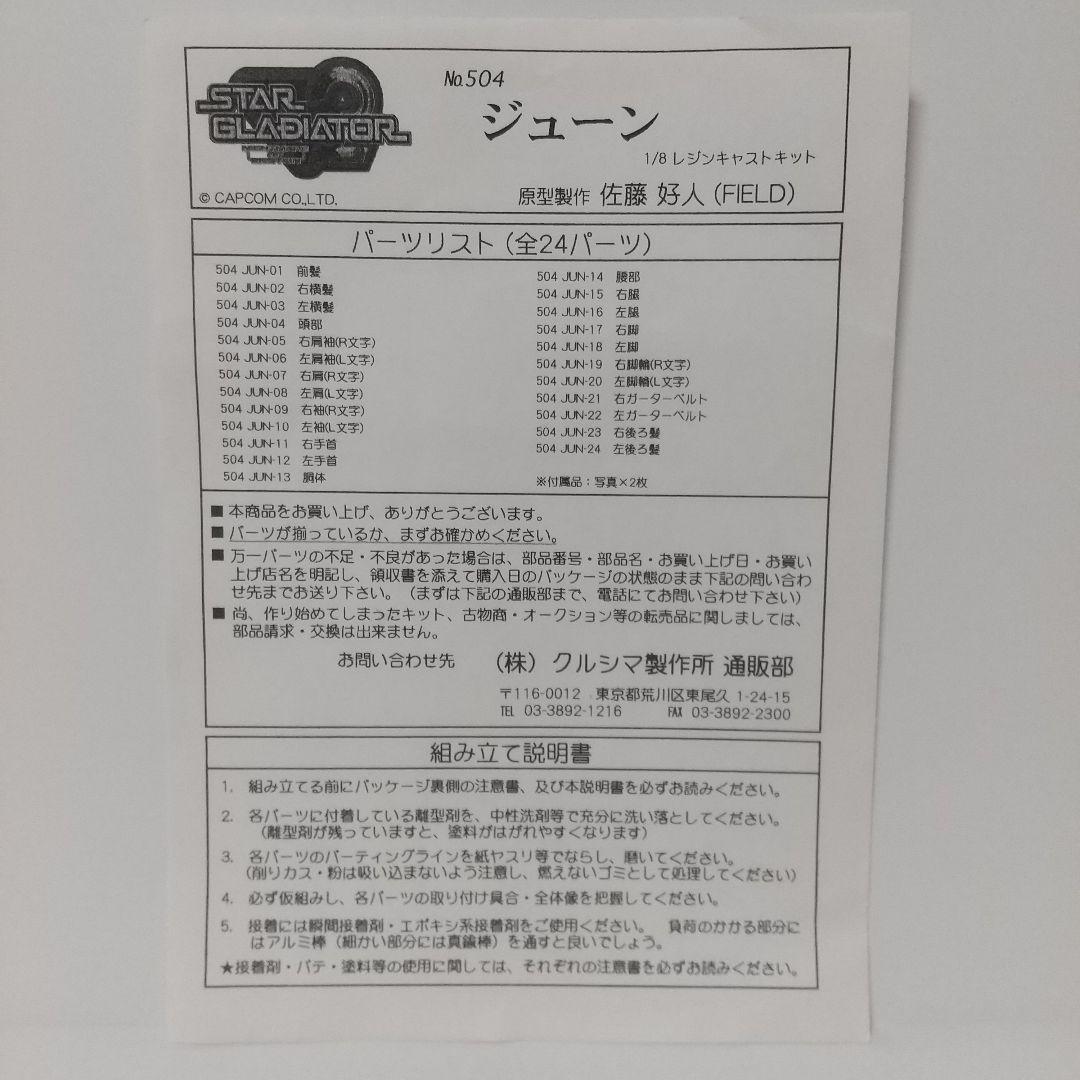 STAR
GLADIATOR
© CAPCOM CO.,LTD.
No.504
ジューン
1/8 レジンキャストキット
原型製作 佐藤 好人(FIELD)
パーツリスト(全24パーツ)
504 JUN-01 前髪
504 JUN-02 右横髪
504 JUN-03 左横髪
504 JUN-04 頭部
504 JUN-05 右肩袖(R文字)
504 JUN-06 左肩袖(L文字)
504 JUN-07 右肩(R文字)
504 JUN-08 左肩(L文字)
504 JUN-09 右袖(R文字)
504 JUN-10 左袖(L文字)
504 JUN-11 右手首
504 JUN-12 左手首
504 JUN-13 胴体
504 JUN-14 腰部
504 JUN-15 右腿
504 JUN-16 左腿
504 JUN-17 右脚
504 JUN-18 左脚
504 JUN-19 右脚輪(R文字)
504 JUN-20 左脚輪(L文字)
504 JUN-21 右ガーターベルト
504 JUN-22 左ガーターベルト
504 JUN-23 右後ろ髪
504 JUN-24 左後ろ髪
※付属品:写真×2枚
■ 本商品をお買い上げ、ありがとうございます。
■ パーツが揃っているか、まずお確かめください。
■ 万一パーツの不足・不良があった場合は、部品番号・部品名・お買い上げ日・お買い
上げ店名を明記し、領収書を添えて購入日のパッケージの状態のまま下記の問い合わ
せ先までお送り下さい。(まずは下記の通販部まで、電話にてお問い合わせ下さい)
■ 尚、作り始めてしまったキット、古物商・オークション等の転売品に関しましては、
部品請求・交換は出来ません。
お問い合わせ先 (株)クルシマ製作所 通販部
〒116-0012 東京都荒川区東尾久 1-24-15
TEL 03-3892-1216 FAX 03-3892-2300
組み立て説明書
1. 組み立てる前にパッケージ裏側の注意書、及び本説明書を必ずお読みください。
2. 各パーツに付着している離型剤を、中性洗剤等で充分に洗い落としてください。
(離型剤が残っていますと、塗料がはがれやすくなります)
3. 各パーツのパーティングラインを紙ヤスリ等でならし、磨いてください。
(削りカス・粉は吸い込まないよう注意し、燃えないゴミとして処理してください)
4. 必ず仮組みし、各パーツの取り付け具合・全体像を把握してください。
5. 接着には瞬間接着剤・エポキシ系接着剤をご使用ください。 負荷のかかる部分に
はアルミ棒(細かい部分には真鍮棒)を通すと良いでしょう。
★接着剤・パテ・塗料等の使用に関しては、それぞれの注意書を必ずお読みください。